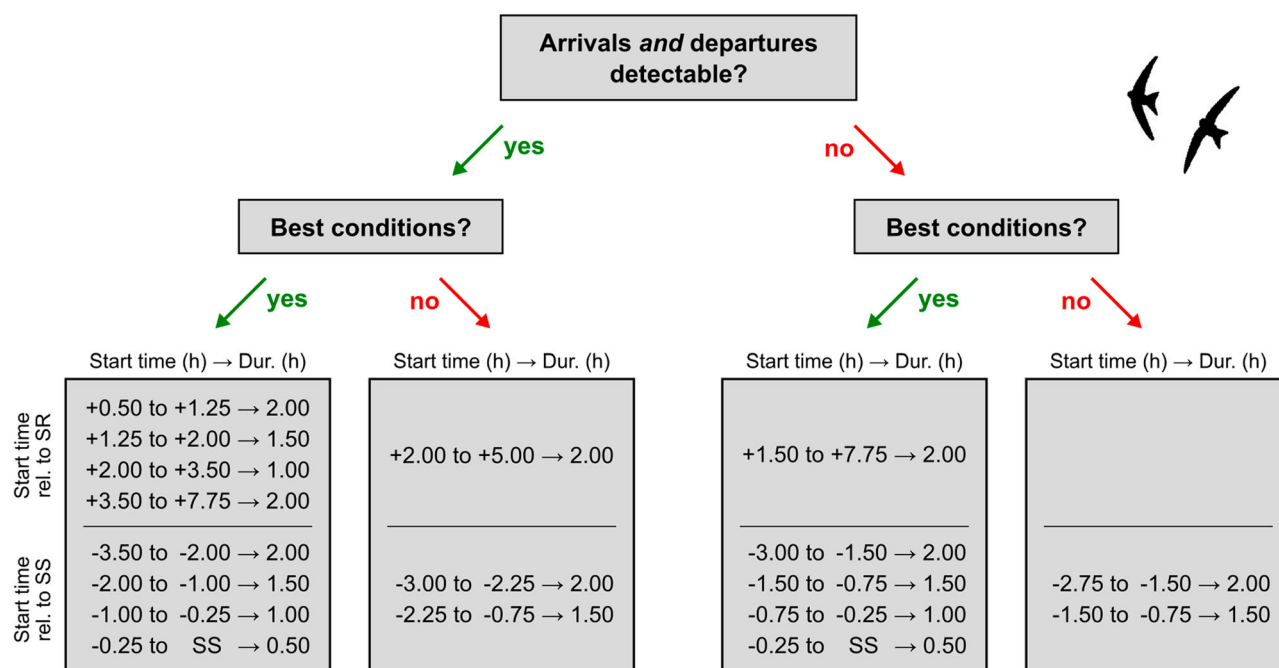 Arrivals and departures
detectable?
yes
no
Best conditions?
Best conditions?
yes
no
yes
no
Start time (h) → Dur. (h)
Start time (h) → Dur. (h)
Start time (h) → Dur. (h)
Start time (h) → Dur. (h)
Start time
rel. to SR
+0.50 to +1.25 → 2.00
+1.25 to +2.00 → 1.50
+2.00 to +3.50 → 1.00
+3.50 to +7.75 → 2.00
+2.00 to +5.00 → 2.00
+1.50 to +7.75 → 2.00
Start time
rel. to SS
-3.50 to -2.00 → 2.00
-2.00 to -1.00 → 1.50
-1.00 to -0.25 → 1.00
-0.25 to SS → 0.50
-3.00 to -2.25 → 2.00
-2.25 to -0.75 → 1.50
-3.00 to -1.50 → 2.00
-1.50 to -0.75 → 1.50
-0.75 to -0.25 → 1.00
-0.25 to SS → 0.50
-2.75 to -1.50 → 2.00
-1.50 to -0.75 → 1.50